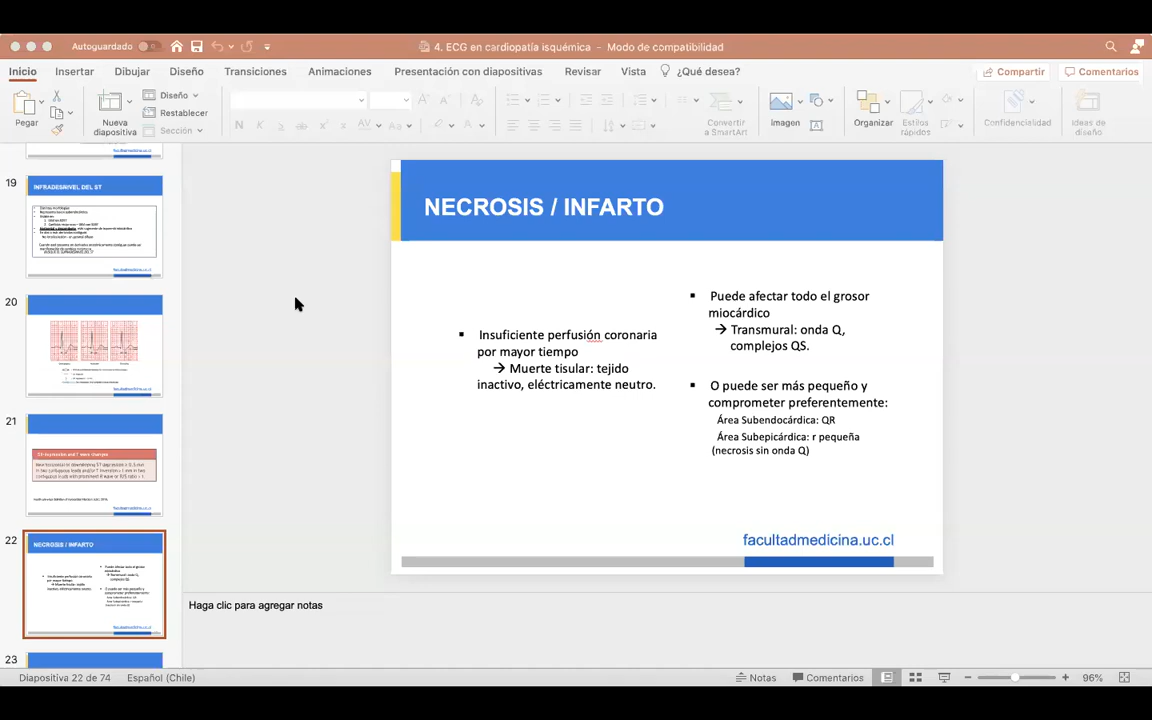 Autoguardado
4. ECG en cardiopatía isquémica – Modo de compatibilidad
Inicio Insertar Dibujar Diseño Transiciones Animaciones Presentación con diapositivas Revisar Vista ¿Qué desea? Compartir Comentarios
Pegar
Nueva
diapositiva
Diseño
Restablecer
Sección
Convertir
a SmartArt
Imagen
Organizar
Estilos
rápidos
Confidencialidad
Ideas de
diseño
19
INFRADESNIVEL DEL ST
20
21
22
NECROSIS / INFARTO
23
NECROSIS / INFARTO
▪ Insuficiente perfusión coronaria
por mayor tiempo
→ Muerte tisular: tejido
inactivo, eléctricamente neutro.
▪ Puede afectar todo el grosor
miocárdico
→ Transmural: onda Q,
complejos QS.
▪ O puede ser más pequeño y
comprometer preferentemente:
Área Subendocárdica: QR
Área Subepicárdica: r pequeña
(necrosis sin onda Q)
facultadmedicina.uc.cl
Haga clic para agregar notas
Diapositiva 22 de 74 Español (Chile) Notas Comentarios 96%